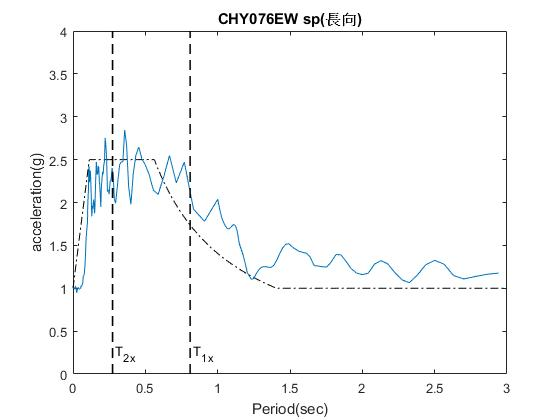 CHY076EW sp(長向)
4
3.5
3
2.5
2
1.5
1
0.5
0
acceleration(g)
T2x
T1x
0 0.5 1 1.5 2 2.5 3
Period(sec)